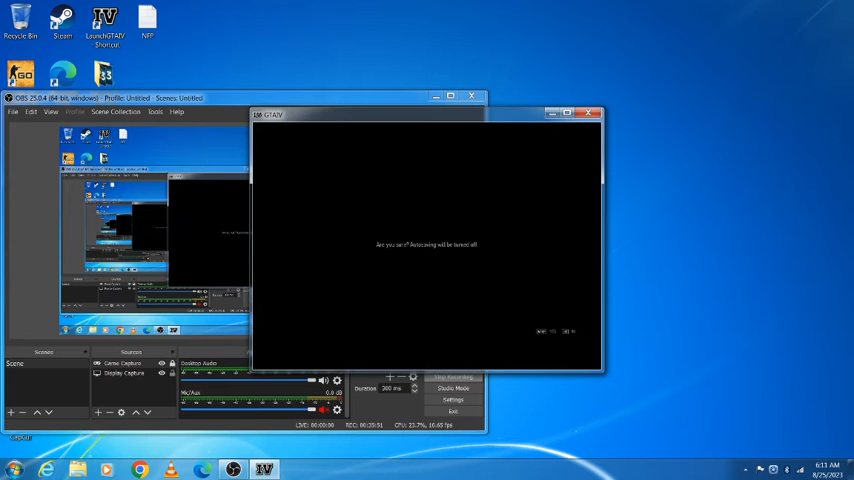 Recycle Bin
Steam
LaunchGTAIV - Shortcut
NFP
OBS 25.0.4 (64-bit, windows) - Profile: Untitled - Scenes: Untitled
File Edit View Profile Scene Collection Tools Help
GTAIV
Are you sure? Autosaving will be turned off
Scenes
Sources
Scene
Game Capture
Display Capture
Desktop Audio
Mic/Aux
0.0 dB
Duration 300 ms
Stop Recording
Studio Mode
Settings
Exit
LIVE: 00:00:00
REC: 00:35:51
CPU: 23.7%, 10.65 fps
CapCut
6:11 AM
8/25/2023